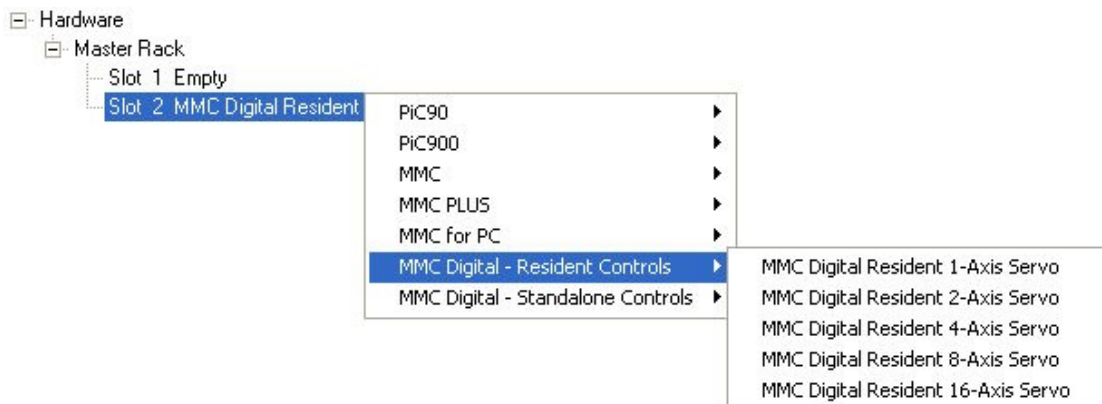 Hardware
Master Rack
Slot 1 Empty
Slot 2 MMC Digital Resident
PiC90
PiC900
MMC
MMC PLUS
MMC for PC
MMC Digital - Resident Controls
MMC Digital - Standalone Controls
MMC Digital Resident 1-Axis Servo
MMC Digital Resident 2-Axis Servo
MMC Digital Resident 4-Axis Servo
MMC Digital Resident 8-Axis Servo
MMC Digital Resident 16-Axis Servo